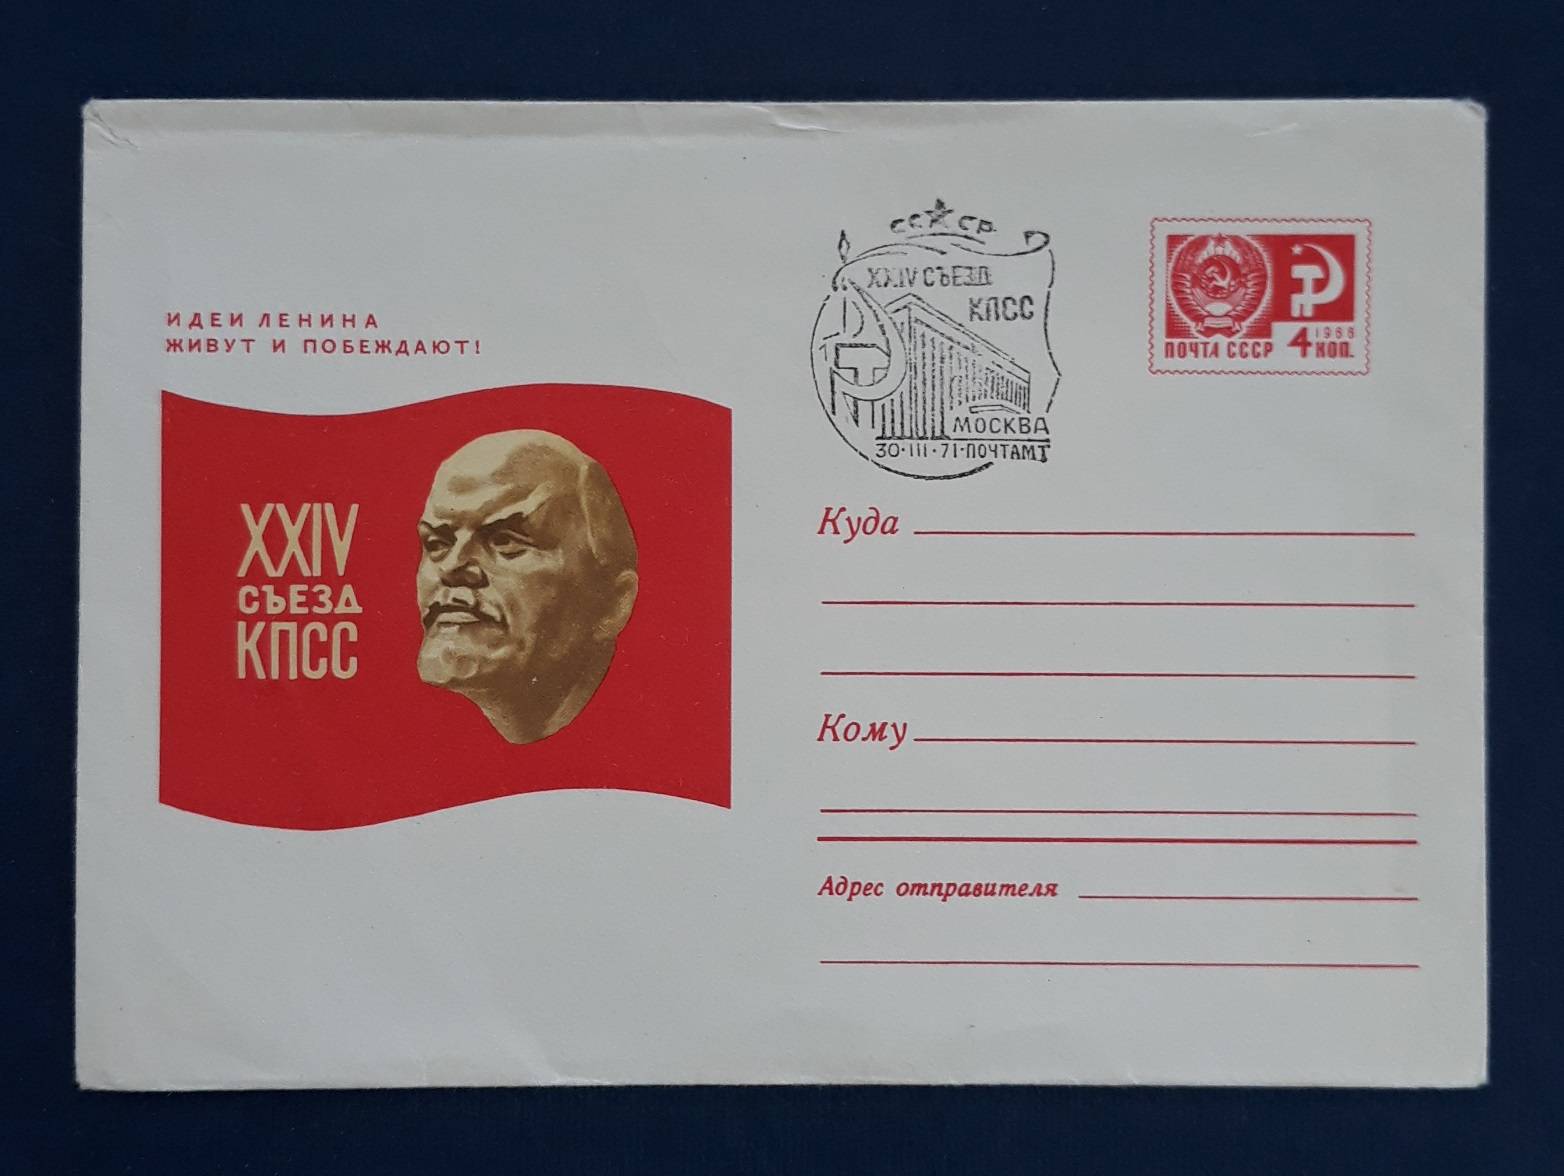 ИДЕИ ЛЕНИНА
ЖИВУТ И ПОБЕЖДАЮТ!
XXIV
СЪЕЗД
КПСС
СССР
XXIV СЪЕЗД
КПСС
МОСКВА
30·III·71·ПОЧТАМТ
1966
ПОЧТА СССР 4 КОП.
Куда
Кому
Адрес отправителя